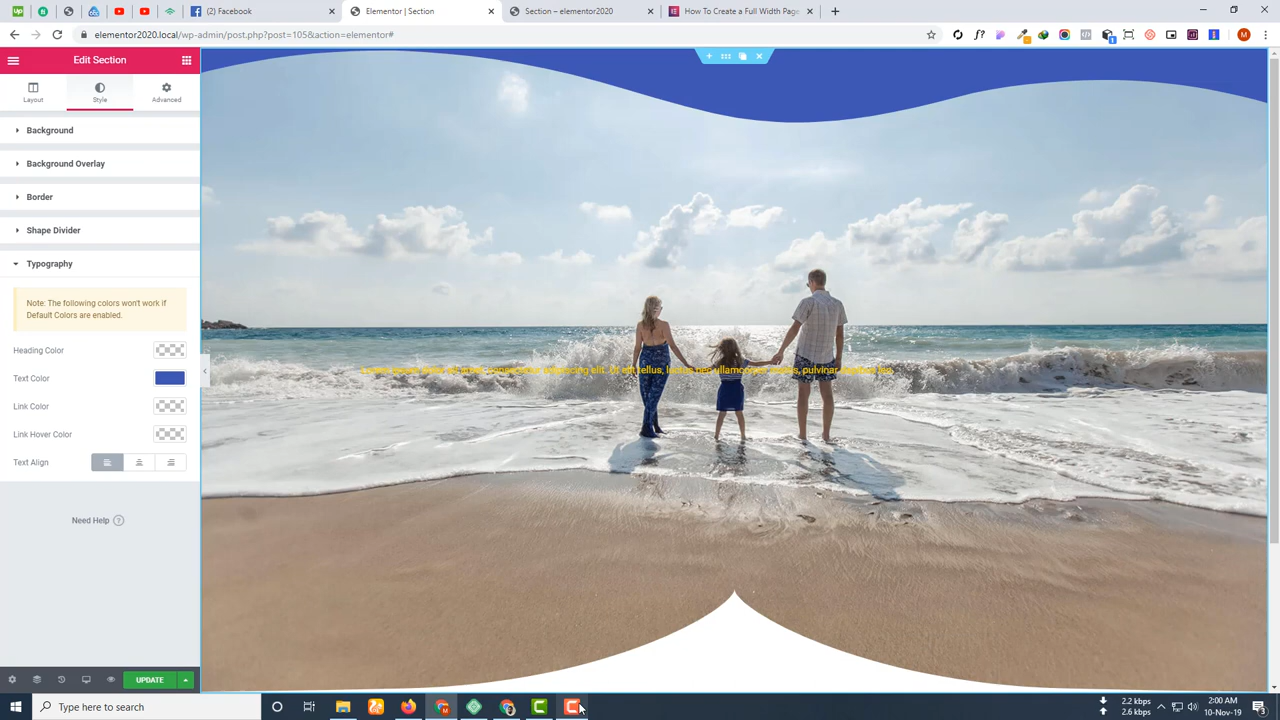 (2) Facebook
Elementor | Section
Section – elementor2020
How To Create a Full Width Page
elementor2020.local/wp-admin/post.php?post=105&action=elementor#
Edit Section
Layout
Style
Advanced
Background
Background Overlay
Border
Shape Divider
Typography
Note: The following colors won't work if
Default Colors are enabled.
Heading Color
Text Color
Link Color
Link Hover Color
Text Align
Need Help
UPDATE
Type here to search
2.2 kbps
2.6 kbps
2:00 AM
10-Nov-19